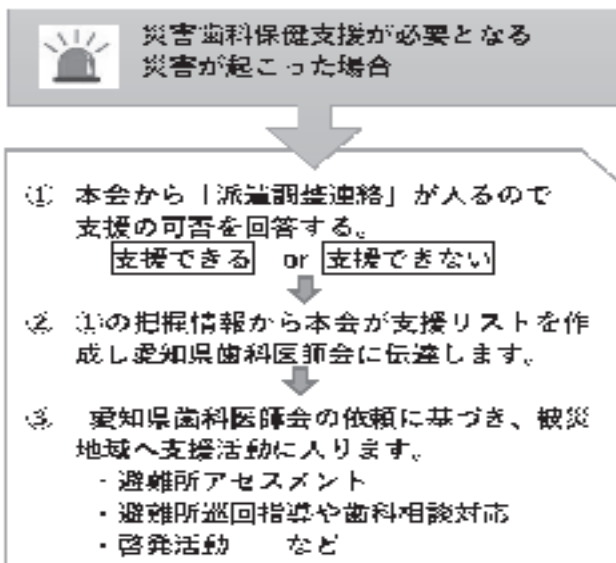 災害歯科保健支援が必要となる
災害が起こった場合
① 本会から「派遣調整連絡」が入るので
支援の可否を回答する。
支援できる or 支援できない
② ①の把握情報から本会が支援リストを作
成し愛知県歯科医師会に伝達します。
③ 愛知県歯科医師会の依頼に基づき、被災
地域へ支援活動に入ります。
・避難所アセスメント
・避難所巡回指導や歯科相談対応
・啓発活動 など